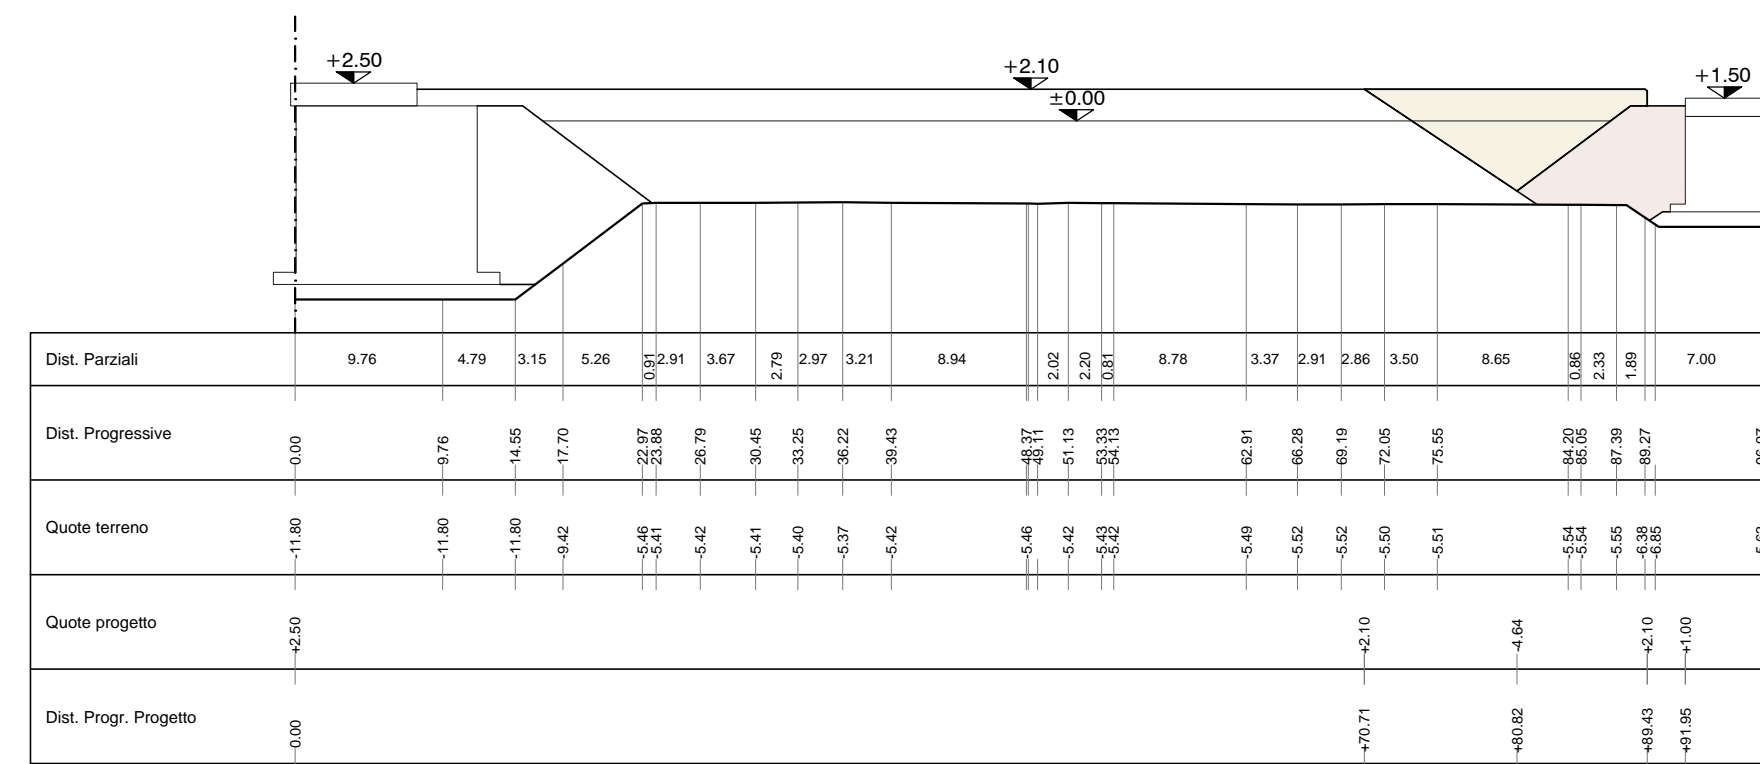 +2.50
+2.10
±0.00
+1.50
Dist. Parziali 9.76 4.79 3.15 5.26 0.91 2.91 3.67 2.79 2.97 3.21 8.94 2.02 2.20 0.81 8.78 3.37 2.91 2.86 3.50 8.65 0.86 2.33 1.89 7.00
Dist. Progressive 0.00 9.76 14.55 17.70 22.97 23.88 26.79 30.45 33.25 36.22 39.43 48.37 49.11 51.13 53.33 54.13 62.91 66.28 69.19 72.05 75.55 84.20 85.05 87.39 89.27
Quote terreno -11.80 -11.80 -11.80 -9.42 -5.46 -5.41 -5.42 -5.41 -5.40 -5.37 -5.42 -5.46 -5.42 -5.43 -5.42 -5.49 -5.52 -5.52 -5.50 -5.51 -5.54 -5.54 -5.55 -6.38 -6.85
Quote progetto +2.50 +2.10 -4.64 +2.10 +1.00
Dist. Progr. Progetto 0.00 +70.71 +80.82 +89.43 +91.95